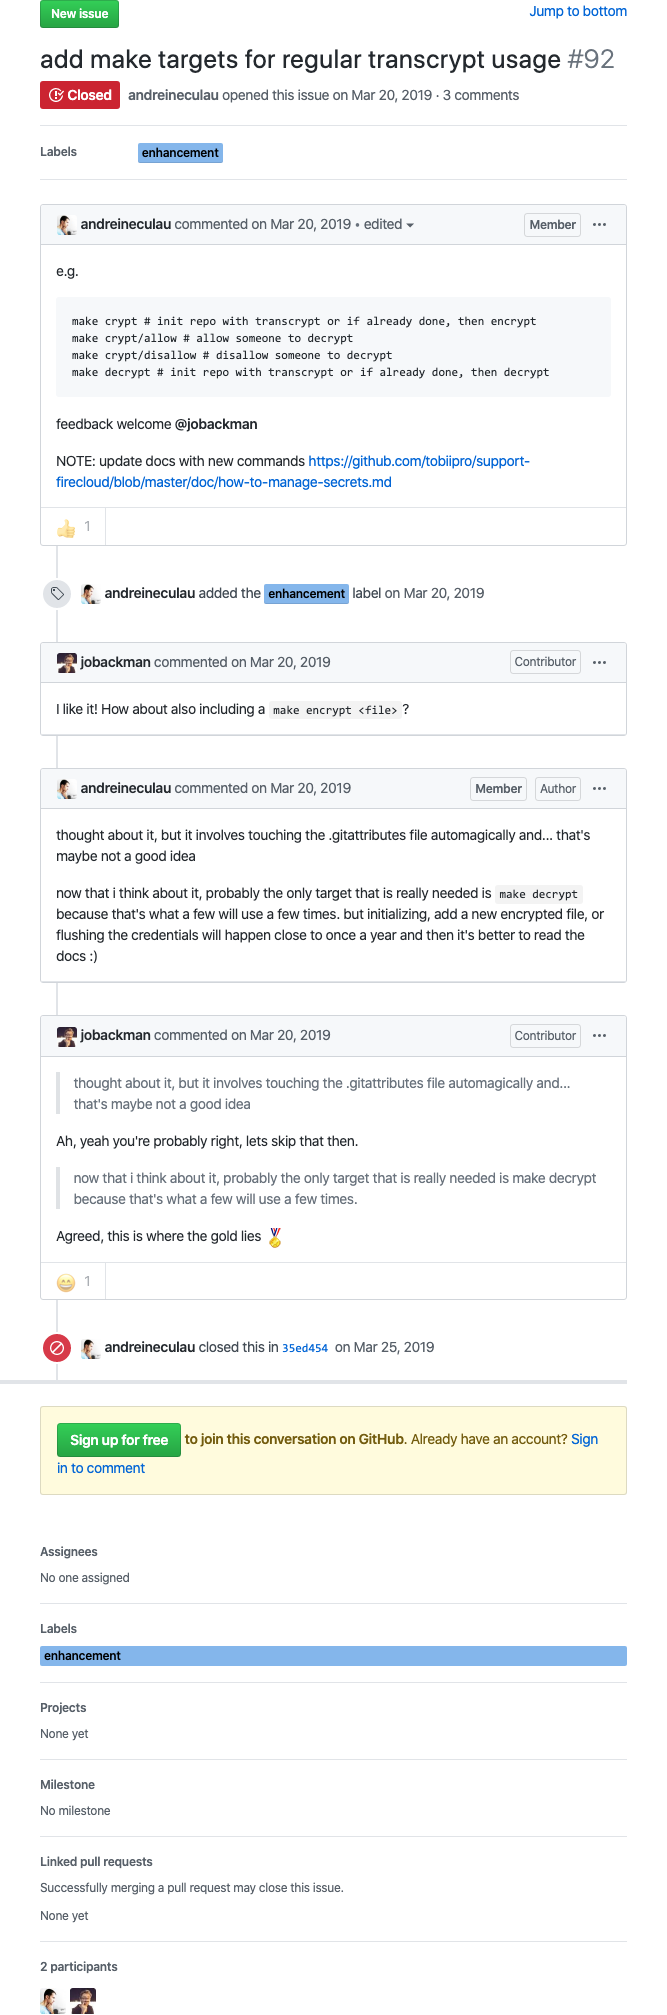 New issue
Jump to bottom
add make targets for regular transcrypt usage #92
Closed andreineculau opened this issue on Mar 20, 2019 · 3 comments
Labels enhancement
andreineculau commented on Mar 20, 2019 • edited Member
e.g.
make crypt # init repo with transcrypt or if already done, then encrypt
make crypt/allow # allow someone to decrypt
make crypt/disallow # disallow someone to decrypt
make decrypt # init repo with transcrypt or if already done, then decrypt
feedback welcome @jobackman
NOTE: update docs with new commands https://github.com/tobiipro/support-
firecloud/blob/master/doc/how-to-manage-secrets.md
1
andreineculau added the enhancement label on Mar 20, 2019
jobackman commented on Mar 20, 2019 Contributor
I like it! How about also including a make encrypt <file> ?
andreineculau commented on Mar 20, 2019 Member Author
thought about it, but it involves touching the .gitattributes file automagically and... that's
maybe not a good idea
now that i think about it, probably the only target that is really needed is make decrypt
because that's what a few will use a few times. but initializing, add a new encrypted file, or
flushing the credentials will happen close to once a year and then it's better to read the
docs :)
jobackman commented on Mar 20, 2019 Contributor
thought about it, but it involves touching the .gitattributes file automagically and...
that's maybe not a good idea
Ah, yeah you're probably right, lets skip that then.
now that i think about it, probably the only target that is really needed is make decrypt
because that's what a few will use a few times.
Agreed, this is where the gold lies 🏅
1
andreineculau closed this in 35ed454 on Mar 25, 2019
Sign up for free to join this conversation on GitHub. Already have an account? Sign
in to comment
Assignees
No one assigned
Labels
enhancement
Projects
None yet
Milestone
No milestone
Linked pull requests
Successfully merging a pull request may close this issue.
None yet
2 participants